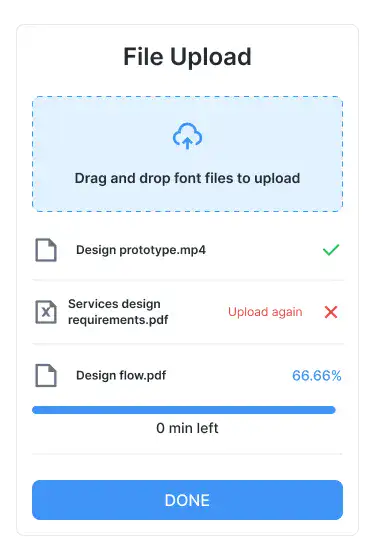 File Upload
Drag and drop font files to upload
Design prototype.mp4
Services design
requirements.pdf
Upload again
Design flow.pdf
66.66%
0 min left
DONE